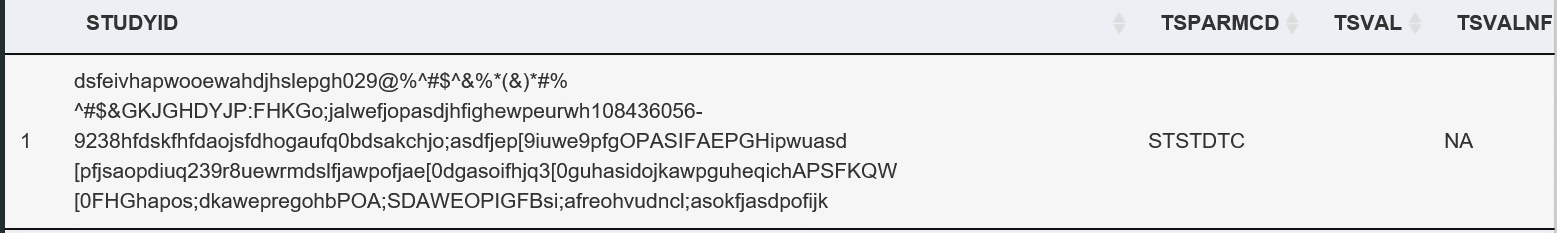 STUDYID TSPARMCD TSVAL TSVALNF
dsfeivhapwooewahdjhslepgh029@%^#$^&%*(&)*#%
^#$&GKJGHDYJP:FHKGo;jalwefjopasdjhfighewpeurwh108436056-
1 9238hfdskfhfdaojsfdhogaufq0bdsakchjo;asdfjep[9iuwe9pfgOPASIFAEPGHipwuasd STSTDTC NA
[pfjsaopdiuq239r8uewrmdslfjawpofjae[0dgasoifhjq3[0guhasidojkawpguheqichAPSFKQW
[0FHGhapos;dkawepregohbPOA;SDAWEOPIGFBsi;afreohvudncl;asokfjasdpofijk